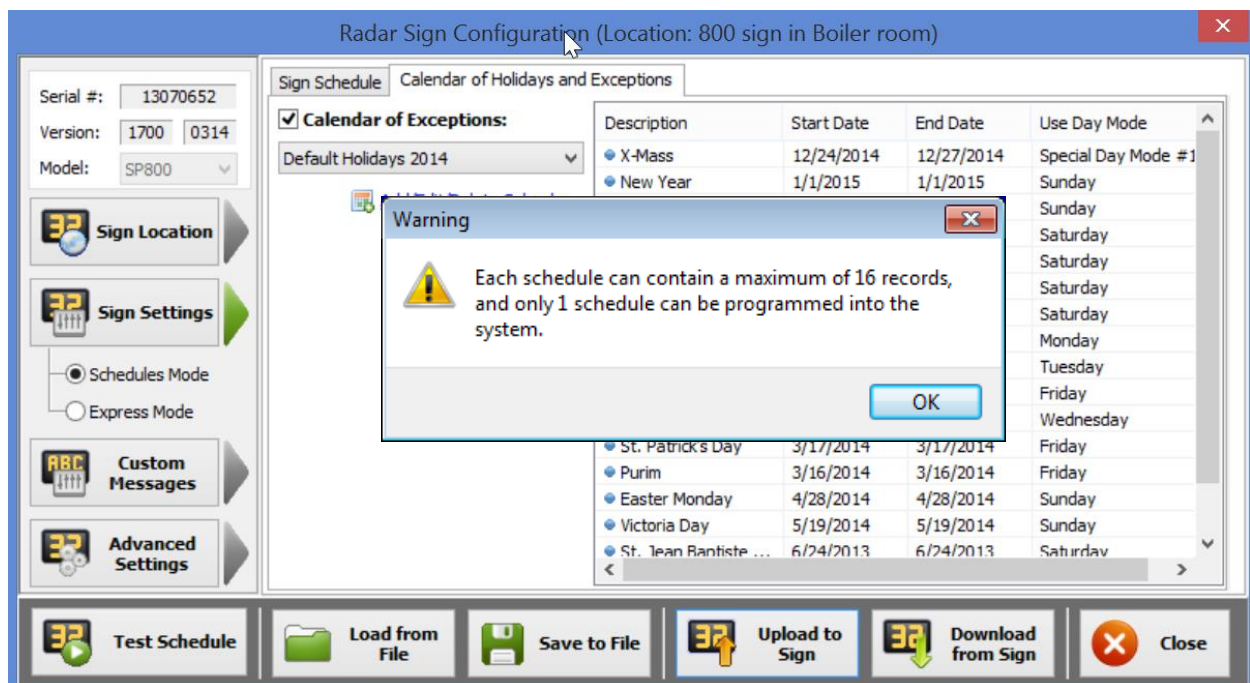 Radar Sign Configuration (Location: 800 sign in Boiler room)
Serial #: 13070652
Version: 1700 0314
Model: SP800
Sign Location
Sign Settings
Schedules Mode
Express Mode
Custom
Messages
Advanced
Settings
Sign Schedule Calendar of Holidays and Exceptions
Calendar of Exceptions:
Default Holidays 2014
Description Start Date End Date Use Day Mode
X-Mass 12/24/2014 12/27/2014 Special Day Mode #1
New Year 1/1/2015 1/1/2015 Sunday
Sunday
Saturday
Saturday
Saturday
Saturday
Monday
Tuesday
Friday
Wednesday
St. Patrick's Day 3/17/2014 3/17/2014 Friday
Purim 3/16/2014 3/16/2014 Friday
Easter Monday 4/28/2014 4/28/2014 Sunday
Victoria Day 5/19/2014 5/19/2014 Sunday
St. Jean Bantiste ... 6/24/2013 6/24/2013 Saturday
Warning
Each schedule can contain a maximum of 16 records,
and only 1 schedule can be programmed into the
system.
OK
Test Schedule
Load from
File
Save to File
Upload to
Sign
Download
from Sign
Close